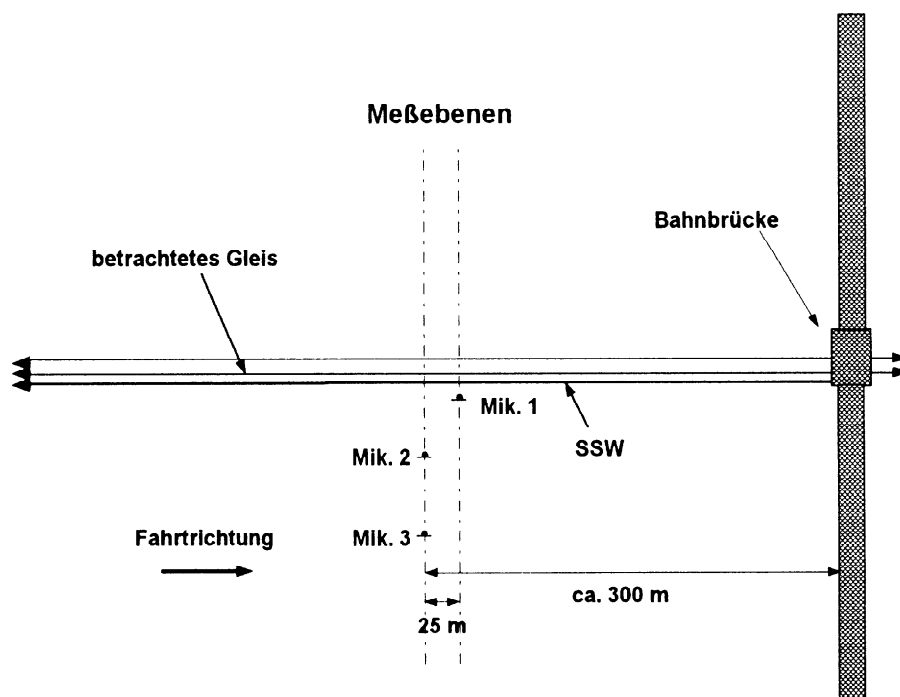 Meßebenen
Bahnbrücke
betrachtetes Gleis
Mik. 1
SSW
Mik. 2
Mik. 3
Fahrtrichtung
ca. 300 m
25 m